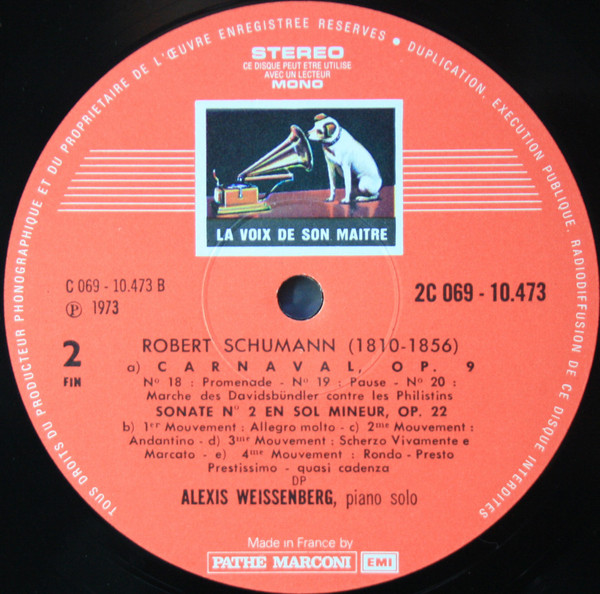 TOUS DROITS DU PRODUCTEUR PHONOGRAPHIQUE ET DU PROPRIETAIRE DE L'ŒUVRE ENREGISTREE RESERVES • DUPLICATION, EXECUTION PUBLIQUE, RADIODIFFUSION DE CE DISQUE INTERDITES
STEREO
CE DISQUE PEUT ETRE UTILISE
AVEC UN LECTEUR
MONO
LA VOIX DE SON MAITRE
C 069 - 10.473 B
Ⓟ 1973
2C 069 - 10.473
2
FIN
ROBERT SCHUMANN (1810-1856)
a) CARNAVAL, OP. 9
Nº 18 : Promenade - Nº 19 : Pause - Nº 20 :
Marche des Davidsbündler contre les Philistins
SONATE Nº 2 EN SOL MINEUR, OP. 22
b) 1er Mouvement : Allegro molto - c) 2me Mouvement :
Andantino - d) 3me Mouvement : Scherzo Vivamente e
Marcato - e) 4me Mouvement : Rondo - Presto
Prestissimo - quasi cadenza
DP
ALEXIS WEISSENBERG, piano solo
Made in France by
PATHE MARCONI EMI